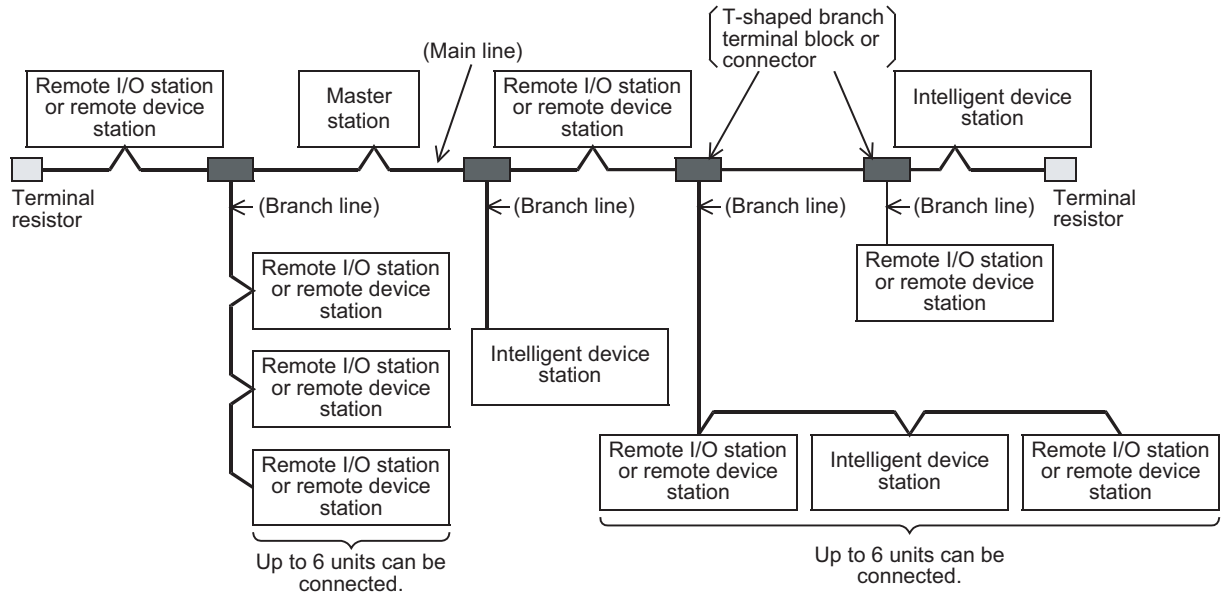 T-shaped branch
terminal block or
connector
(Main line)
Remote I/O station
or remote device
station
Master
station
Remote I/O station
or remote device
station
Intelligent device
station
Terminal
resistor
(Branch line)
(Branch line)
(Branch line)
(Branch line)
Terminal
resistor
Remote I/O station
or remote device
station
Remote I/O station
or remote device
station
Remote I/O station
or remote device
station
Intelligent device
station
Remote I/O station
or remote device
station
Remote I/O station
or remote device
station
Intelligent device
station
Remote I/O station
or remote device
station
Up to 6 units can be
connected.
Up to 6 units can be
connected.